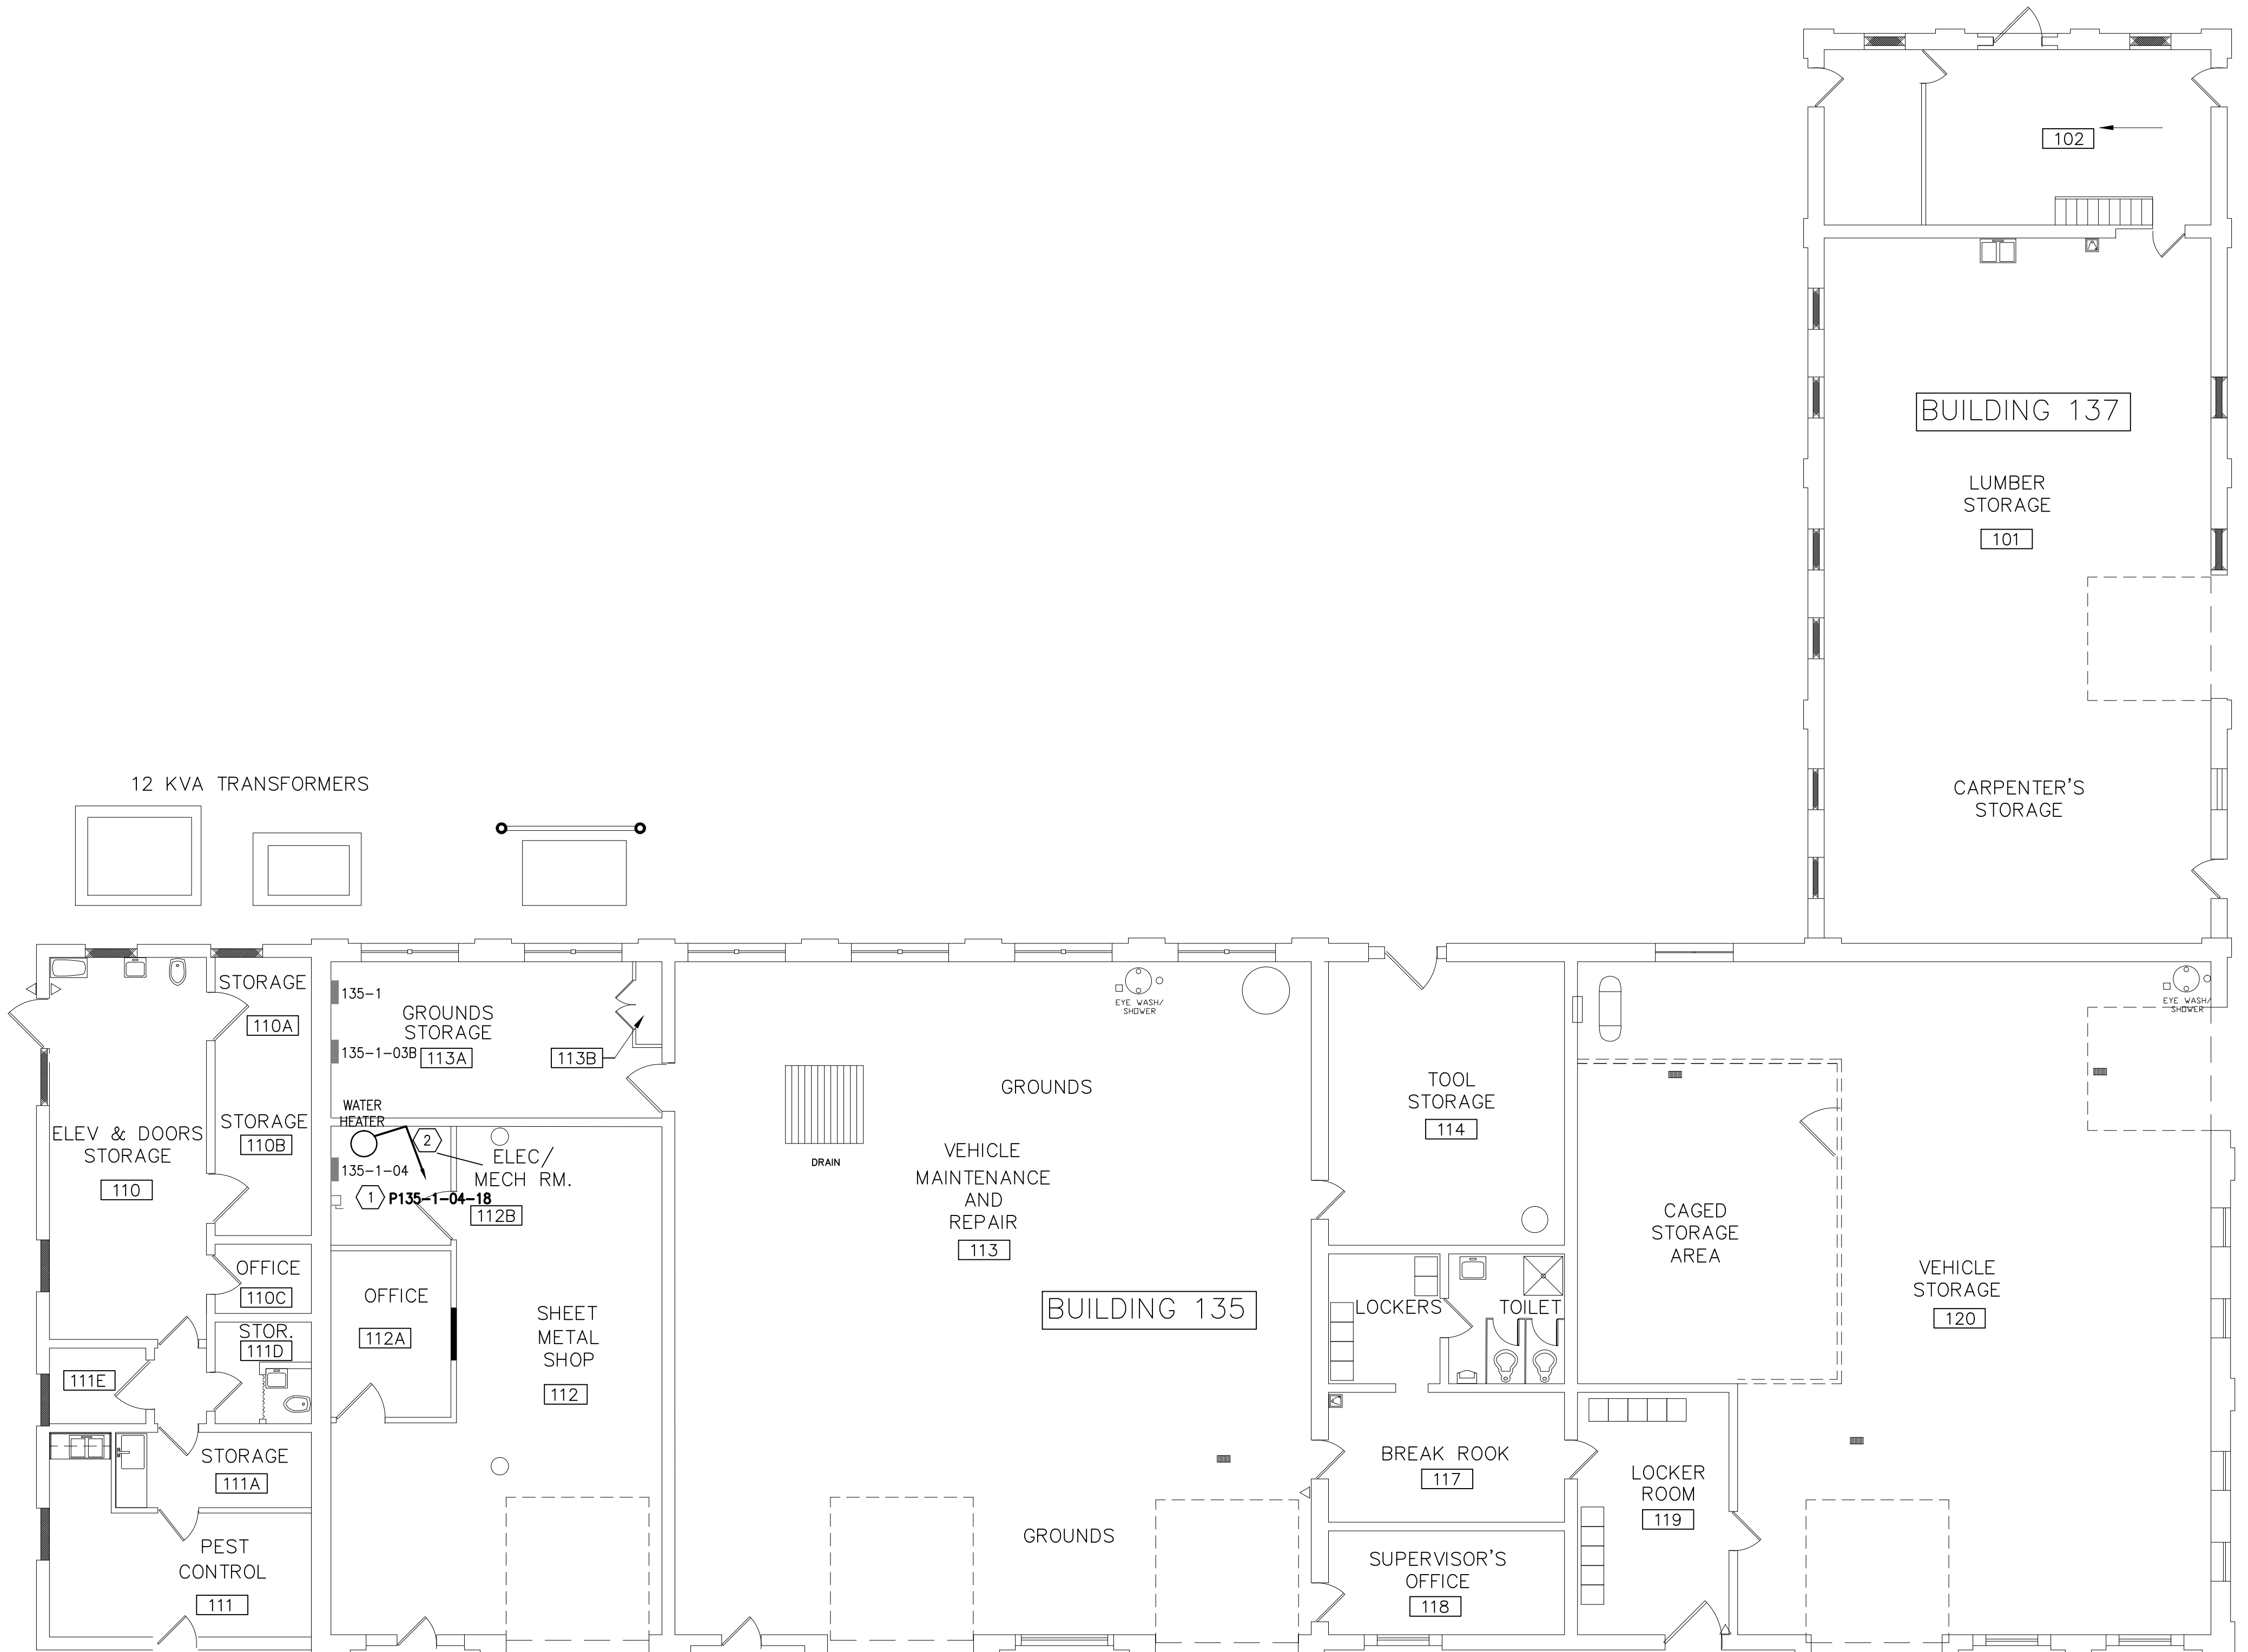 102
BUILDING 137
LUMBER
STORAGE
101
CARPENTER'S
STORAGE
12 KVA TRANSFORMERS
STORAGE
110A
STORAGE
110B
ELEV & DOORS
STORAGE
110
OFFICE
110C
STOR.
111D
111E
STORAGE
111A
PEST
CONTROL
111
135-1
GROUNDS
STORAGE
135-1-03B
113A
113B
WATER
HEATER
2
ELEC/
MECH RM.
135-1-04
1
P135-1-04-18
112B
OFFICE
112A
SHEET
METAL
SHOP
112
EYE WASH/
SHOWER
GROUNDS
DRAIN
VEHICLE
MAINTENANCE
AND
REPAIR
113
BUILDING 135
GROUNDS
TOOL
STORAGE
114
LOCKERS
TOILET
BREAK ROOK
117
SUPERVISOR'S
OFFICE
118
LOCKER
ROOM
119
CAGED
STORAGE
AREA
EYE WASH/
SHOWER
VEHICLE
STORAGE
120